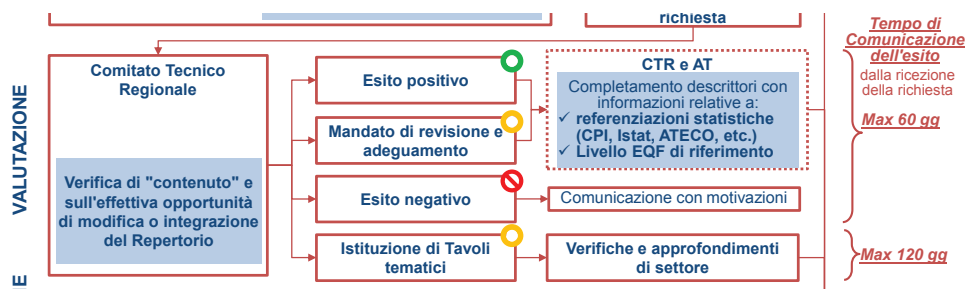 richiesta
VALUTAZIONE
E
Comitato Tecnico
Regionale
Verifica di "contenuto" e
sull'effettiva opportunità
di modifica o integrazione
del Repertorio
Esito positivo
Mandato di revisione e
adeguamento
Esito negativo
Istituzione di Tavoli
tematici
CTR e AT
Completamento descrittori con
informazioni relative a:
✓ referenziazioni statistiche
(CPI, Istat, ATECO, etc.)
✓ Livello EQF di riferimento
Comunicazione con motivazioni
Verifiche e approfondimenti
di settore
Tempo di
Comunicazione
dell'esito
dalla ricezione
della richiesta
Max 60 gg
Max 120 gg